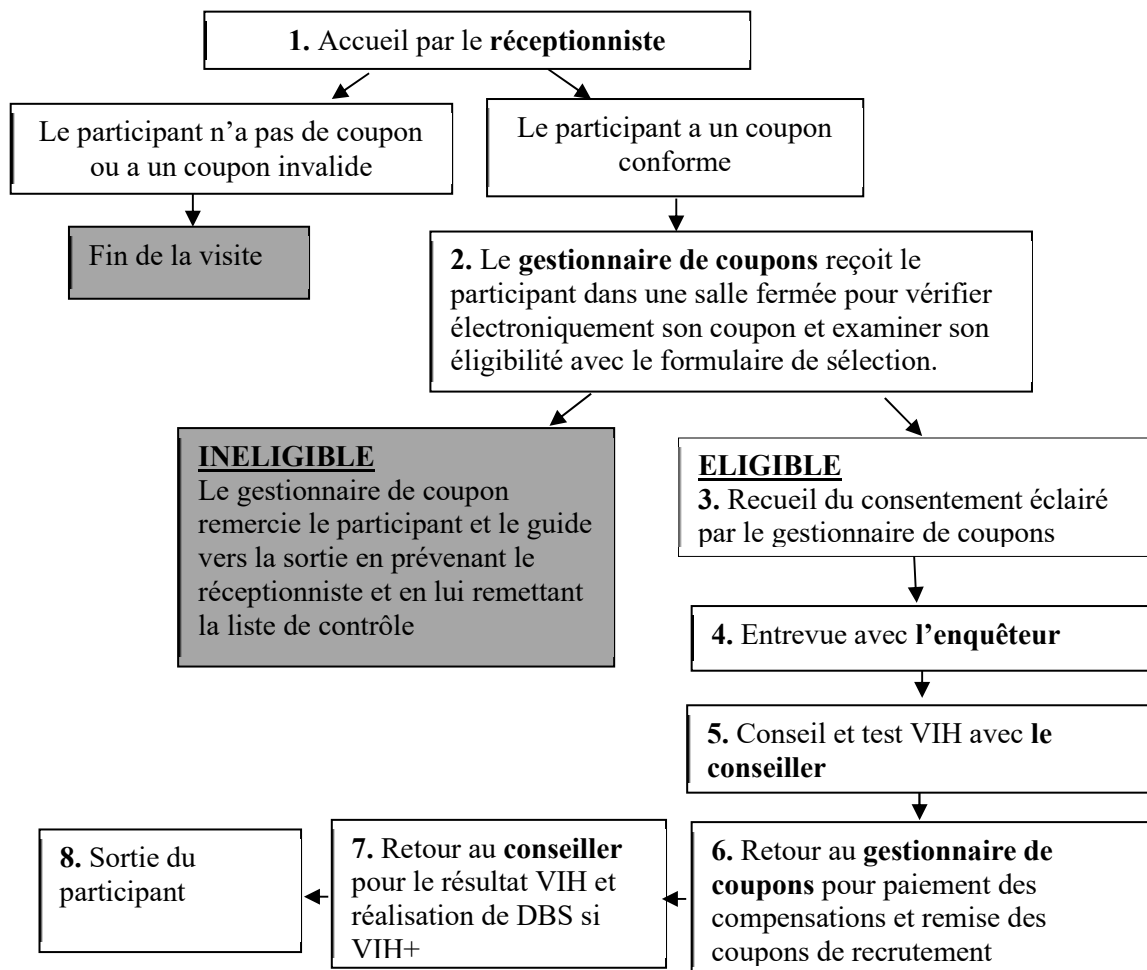 1. Accueil par le réceptionniste
Le participant n’a pas de coupon
ou a un coupon invalide
Le participant a un coupon
conforme
Fin de la visite
2. Le gestionnaire de coupons reçoit le
participant dans une salle fermée pour vérifier
électroniquement son coupon et examiner son
éligibilité avec le formulaire de sélection.
INELIGIBLE
Le gestionnaire de coupon
remercie le participant et le guide
vers la sortie en prévenant le
réceptionniste et en lui remettant
la liste de contrôle
ELIGIBLE
3. Recueil du consentement éclairé
par le gestionnaire de coupons
4. Entrevue avec l’enquêteur
5. Conseil et test VIH avec le
conseiller
6. Retour au gestionnaire de
coupons pour paiement des
compensations et remise des
coupons de recrutement
7. Retour au conseiller
pour le résultat VIH et
réalisation de DBS si
VIH+
8. Sortie du
participant